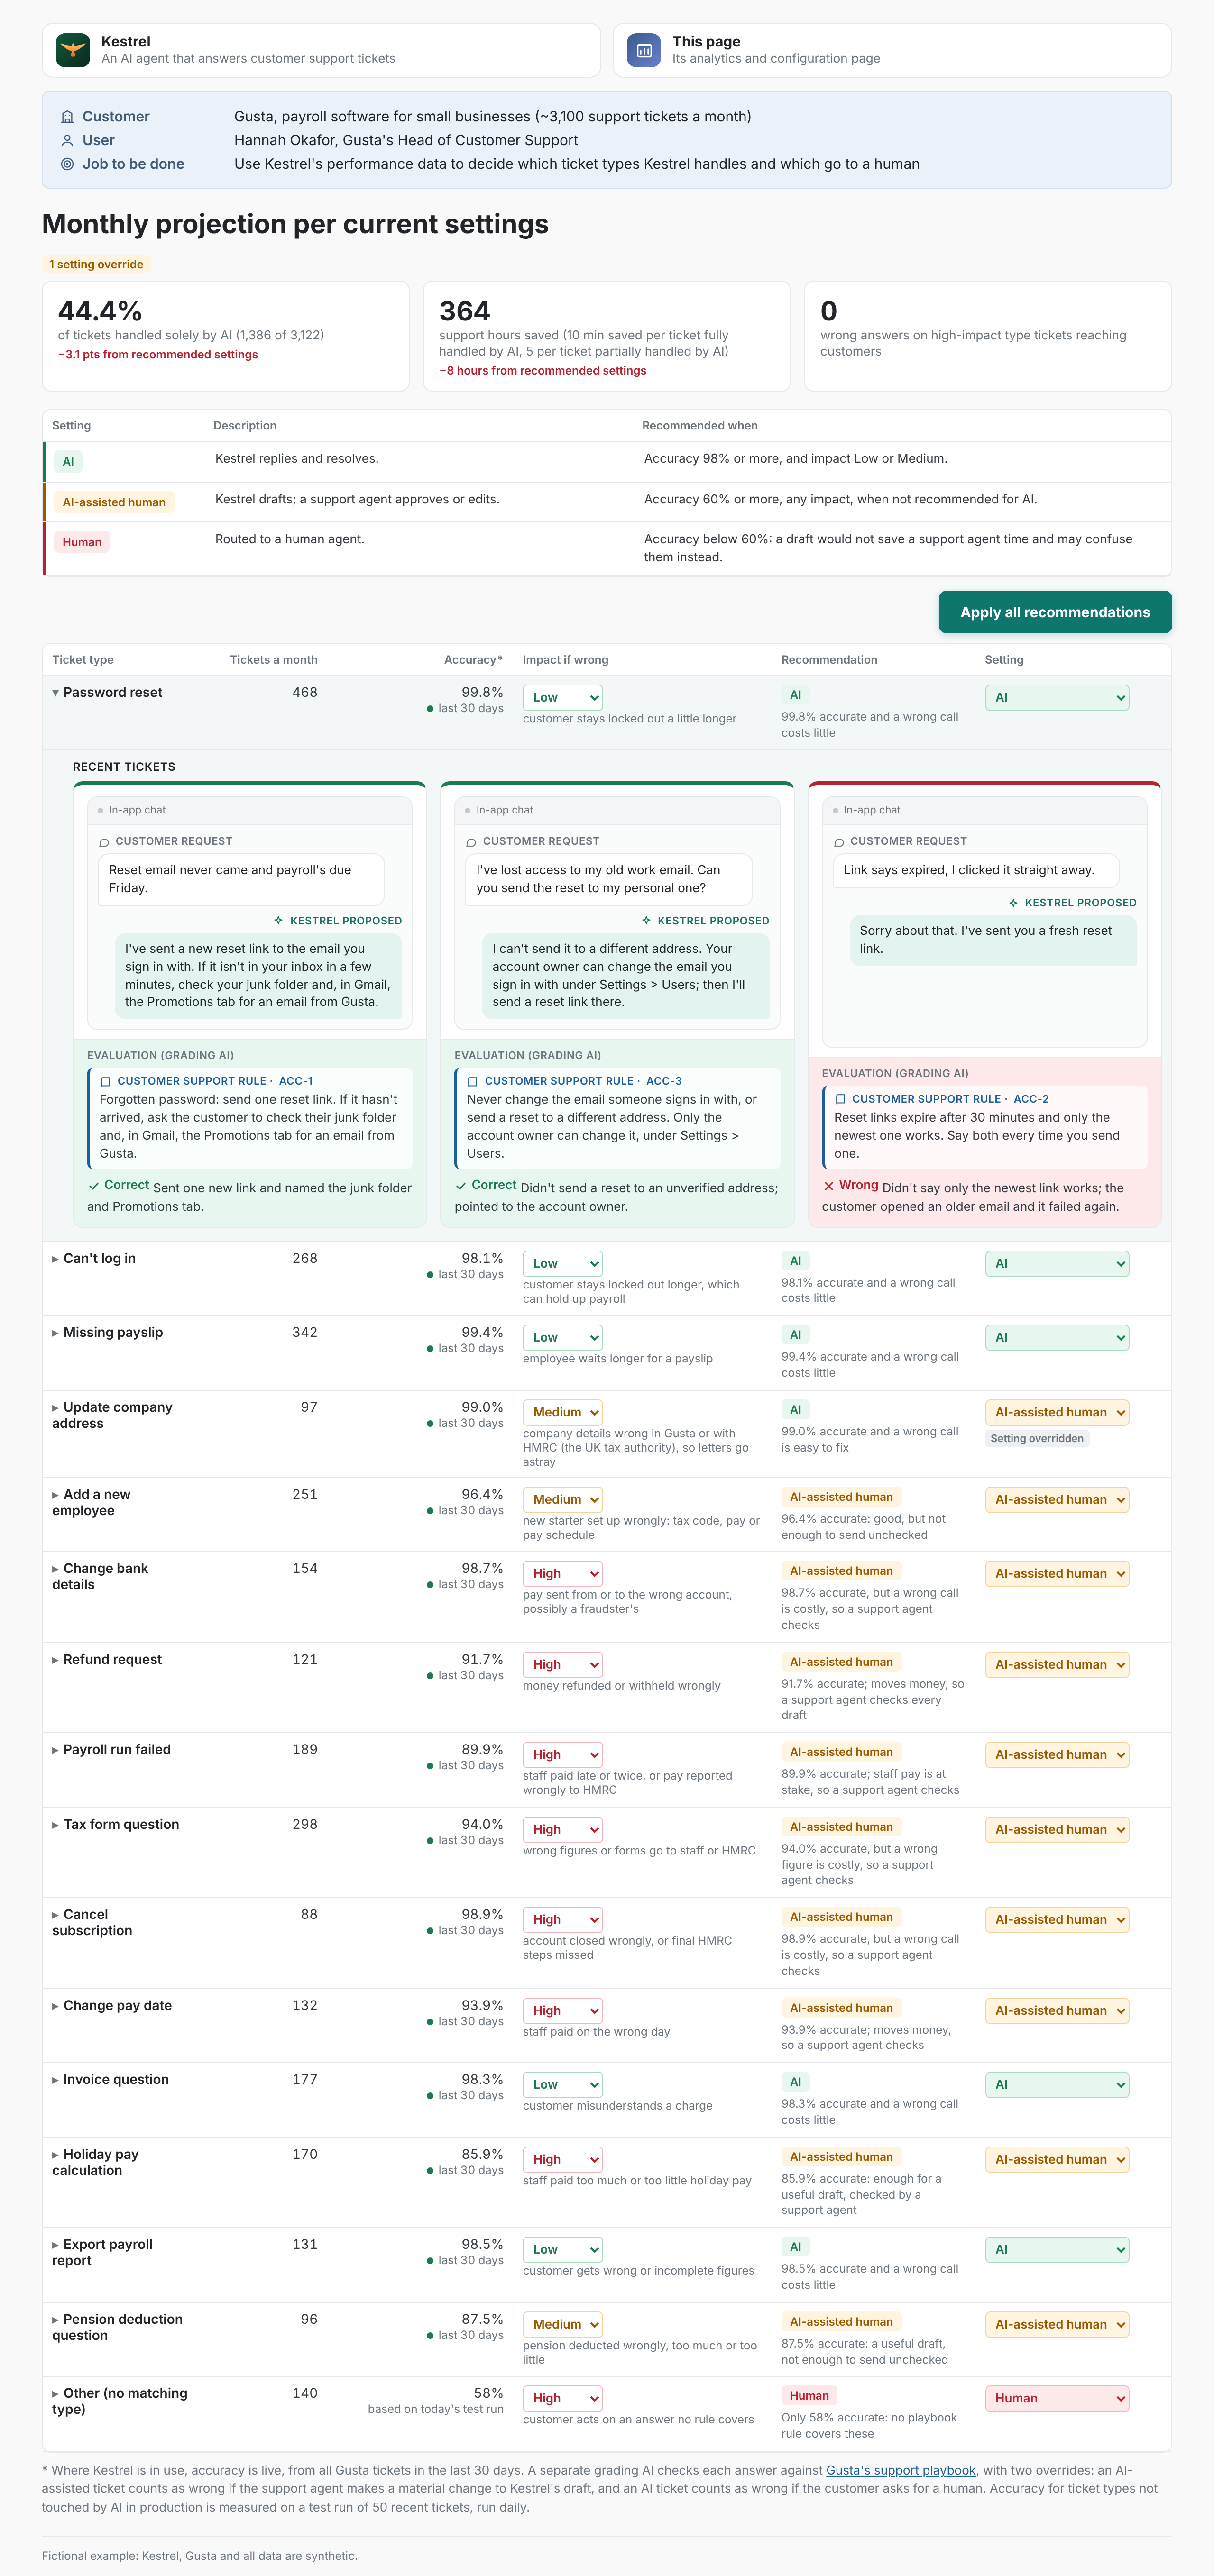 Kestrel
An AI agent that answers customer support tickets
This page
Its analytics and configuration page
Customer
Gusta, payroll software for small businesses (~3,100 support tickets a month)
User
Hannah Okafor, Gusta's Head of Customer Support
Job to be done
Use Kestrel's performance data to decide which ticket types Kestrel handles and which go to a human
Monthly projection per current settings
1 setting override
44.4%
of tickets handled solely by AI (1,386 of 3,122)
−3.1 pts from recommended settings
364
support hours saved (10 min saved per ticket fully
handled by AI, 5 per ticket partially handled by AI)
−8 hours from recommended settings
0
wrong answers on high-impact type tickets reaching
customers
Setting Description Recommended when
AI Kestrel replies and resolves. Accuracy 98% or more, and impact Low or Medium.
AI-assisted human Kestrel drafts; a support agent approves or edits. Accuracy 60% or more, any impact, when not recommended for AI.
Human Routed to a human agent. Accuracy below 60%: a draft would not save a support agent time and may confuse
them instead.
Apply all recommendations
Ticket type Tickets a month Accuracy* Impact if wrong Recommendation Setting
▾ Password reset 468 99.8% Low AI AI
last 30 days customer stays locked out a little longer 99.8% accurate and a wrong call
costs little
RECENT TICKETS
In-app chat
CUSTOMER REQUEST
Reset email never came and payroll's due
Friday.
KESTREL PROPOSED
I've sent a new reset link to the email you
sign in with. If it isn't in your inbox in a few
minutes, check your junk folder and, in Gmail,
the Promotions tab for an email from Gusta.
EVALUATION (GRADING AI)
CUSTOMER SUPPORT RULE · ACC-1
Forgotten password: send one reset link. If it hasn't
arrived, ask the customer to check their junk folder
and, in Gmail, the Promotions tab for an email from
Gusta.
Correct Sent one new link and named the junk folder
and Promotions tab.
In-app chat
CUSTOMER REQUEST
I've lost access to my old work email. Can
you send the reset to my personal one?
KESTREL PROPOSED
I can't send it to a different address. Your
account owner can change the email you
sign in with under Settings > Users; then I'll
send a reset link there.
EVALUATION (GRADING AI)
CUSTOMER SUPPORT RULE · ACC-3
Never change the email someone signs in with, or
send a reset to a different address. Only the
account owner can change it, under Settings >
Users.
Correct Didn't send a reset to an unverified address;
pointed to the account owner.
In-app chat
CUSTOMER REQUEST
Link says expired, I clicked it straight away.
KESTREL PROPOSED
Sorry about that. I've sent you a fresh reset
link.
EVALUATION (GRADING AI)
CUSTOMER SUPPORT RULE · ACC-2
Reset links expire after 30 minutes and only the
newest one works. Say both every time you send
one.
Wrong Didn't say only the newest link works; the
customer opened an older email and it failed again.
▸ Can't log in 268 98.1% Low AI AI
last 30 days customer stays locked out longer, which 98.1% accurate and a wrong call
can hold up payroll costs little
▸ Missing payslip 342 99.4% Low AI AI
last 30 days employee waits longer for a payslip 99.4% accurate and a wrong call
costs little
▸ Update company 97 99.0% Medium AI AI-assisted human
address last 30 days company details wrong in Gusta or with 99.0% accurate and a wrong call Setting overridden
HMRC (the UK tax authority), so letters go is easy to fix
astray
▸ Add a new 251 96.4% Medium AI-assisted human AI-assisted human
employee last 30 days new starter set up wrongly: tax code, pay or 96.4% accurate: good, but not
pay schedule enough to send unchecked
▸ Change bank 154 98.7% High AI-assisted human AI-assisted human
details last 30 days pay sent from or to the wrong account, 98.7% accurate, but a wrong call
possibly a fraudster's is costly, so a support agent
checks
▸ Refund request 121 91.7% High AI-assisted human AI-assisted human
last 30 days money refunded or withheld wrongly 91.7% accurate; moves money, so
a support agent checks every
draft
▸ Payroll run failed 189 89.9% High AI-assisted human AI-assisted human
last 30 days staff paid late or twice, or pay reported 89.9% accurate; staff pay is at
wrongly to HMRC stake, so a support agent checks
▸ Tax form question 298 94.0% High AI-assisted human AI-assisted human
last 30 days wrong figures or forms go to staff or HMRC 94.0% accurate, but a wrong
figure is costly, so a support
agent checks
▸ Cancel 88 98.9% High AI-assisted human AI-assisted human
subscription last 30 days account closed wrongly, or final HMRC 98.9% accurate, but a wrong call
steps missed is costly, so a support agent
checks
▸ Change pay date 132 93.9% High AI-assisted human AI-assisted human
last 30 days staff paid on the wrong day 93.9% accurate; moves money,
so a support agent checks
▸ Invoice question 177 98.3% Low AI AI
last 30 days customer misunderstands a charge 98.3% accurate and a wrong call
costs little
▸ Holiday pay 170 85.9% High AI-assisted human AI-assisted human
calculation last 30 days staff paid too much or too little holiday pay 85.9% accurate: enough for a
useful draft, checked by a
support agent
▸ Export payroll 131 98.5% Low AI AI
report last 30 days customer gets wrong or incomplete figures 98.5% accurate and a wrong call
costs little
▸ Pension deduction 96 87.5% Medium AI-assisted human AI-assisted human
question last 30 days pension deducted wrongly, too much or too 87.5% accurate: a useful draft,
little not enough to send unchecked
▸ Other (no matching 140 58% High Human Human
type) based on today's test run customer acts on an answer no rule covers Only 58% accurate: no playbook
rule covers these
* Where Kestrel is in use, accuracy is live, from all Gusta tickets in the last 30 days. A separate grading AI checks each answer against Gusta's support playbook, with two overrides: an AI-
assisted ticket counts as wrong if the support agent makes a material change to Kestrel's draft, and an AI ticket counts as wrong if the customer asks for a human. Accuracy for ticket types not
touched by AI in production is measured on a test run of 50 recent tickets, run daily.
Fictional example: Kestrel, Gusta and all data are synthetic.